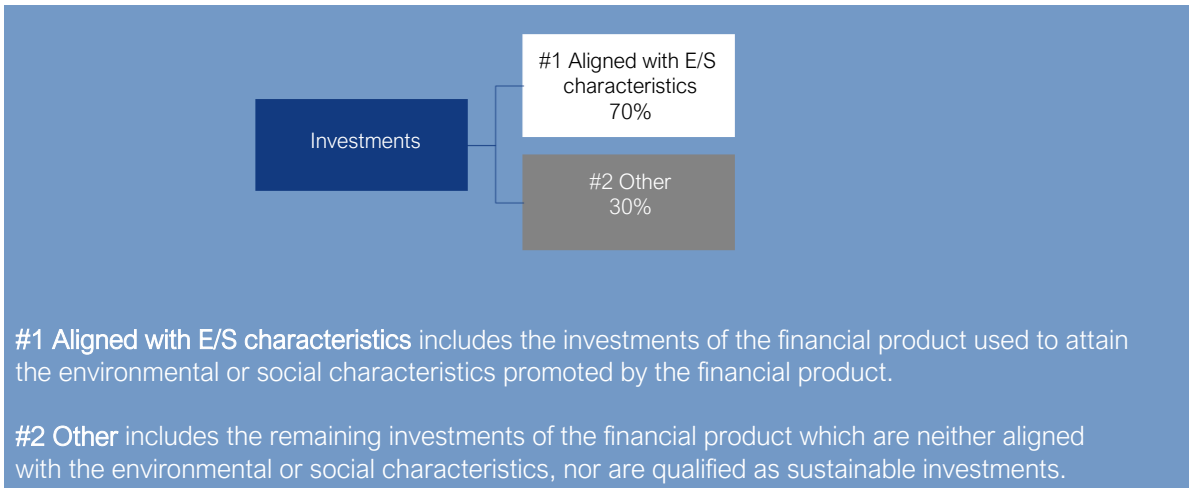 #1 Aligned with E/S
characteristics
70%
Investments
#2 Other
30%
#1 Aligned with E/S characteristics includes the investments of the financial product used to attain
the environmental or social characteristics promoted by the financial product.
#2 Other includes the remaining investments of the financial product which are neither aligned
with the environmental or social characteristics, nor are qualified as sustainable investments.